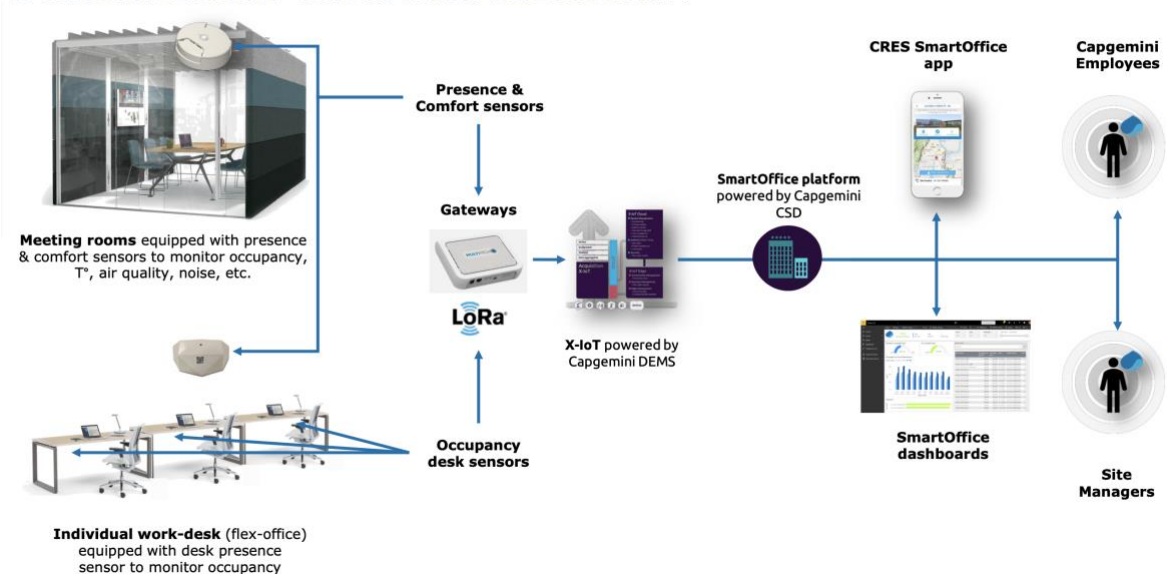 CRES SmartOffice
app
Capgemini
Employees
Presence &
Comfort sensors
SmartOffice platform
powered by Capgemini
CSD
Gateways
Meeting rooms equipped with presence
& comfort sensors to monitor occupancy,
T°, air quality, noise, etc.
LoRa
X-IoT powered by
Capgemini DEMS
Occupancy
desk sensors
SmartOffice
dashboards
Site
Managers
Individual work-desk (flex-office)
equipped with desk presence
sensor to monitor occupancy